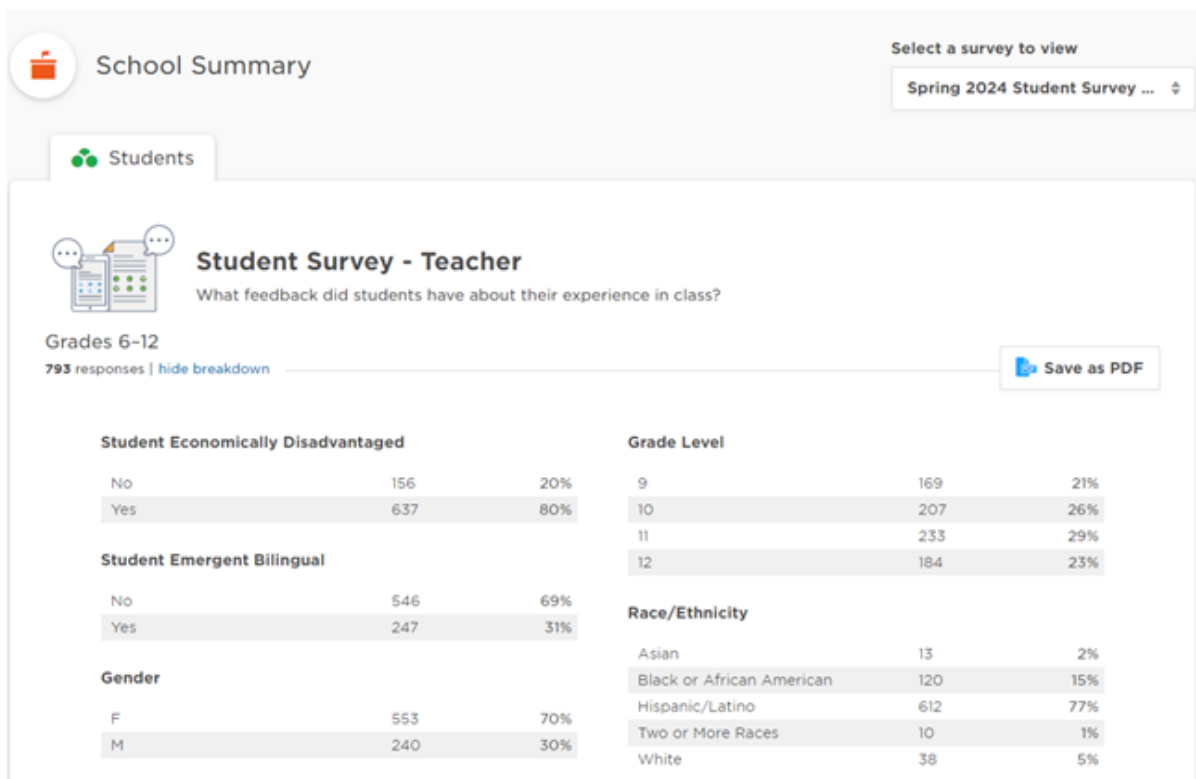 School Summary
Select a survey to view
Spring 2024 Student Survey ...
Students
Student Survey - Teacher
What feedback did students have about their experience in class?
Grades 6–12
793 responses | hide breakdown
Save as PDF
Student Economically Disadvantaged
No 156 20%
Yes 637 80%
Student Emergent Bilingual
No 546 69%
Yes 247 31%
Gender
F 553 70%
M 240 30%
Grade Level
9 169 21%
10 207 26%
11 233 29%
12 184 23%
Race/Ethnicity
Asian 13 2%
Black or African American 120 15%
Hispanic/Latino 612 77%
Two or More Races 10 1%
White 38 5%